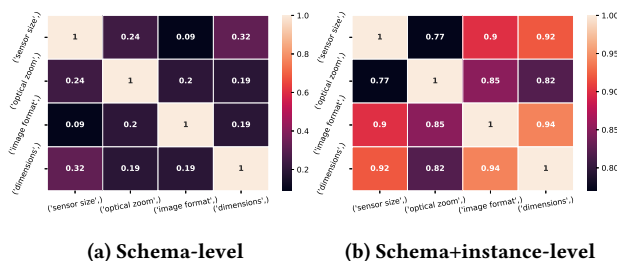 ('sensor size',)
1
0.24
0.09
0.32
('optical zoom',)
0.24
1
0.2
0.19
('image format',)
0.09
0.2
1
0.19
('dimensions',)
0.32
0.19
0.19
1
('sensor size',)
('optical zoom',)
('image format',)
('dimensions',)
1.0
0.8
0.6
0.4
0.2
(a) Schema-level
('sensor size',)
1
0.77
0.9
0.92
('optical zoom',)
0.77
1
0.85
0.82
('image format',)
0.9
0.85
1
0.94
('dimensions',)
0.92
0.82
0.94
1
('sensor size',)
('optical zoom',)
('image format',)
('dimensions',)
1.00
0.95
0.90
0.85
0.80
(b) Schema+instance-level